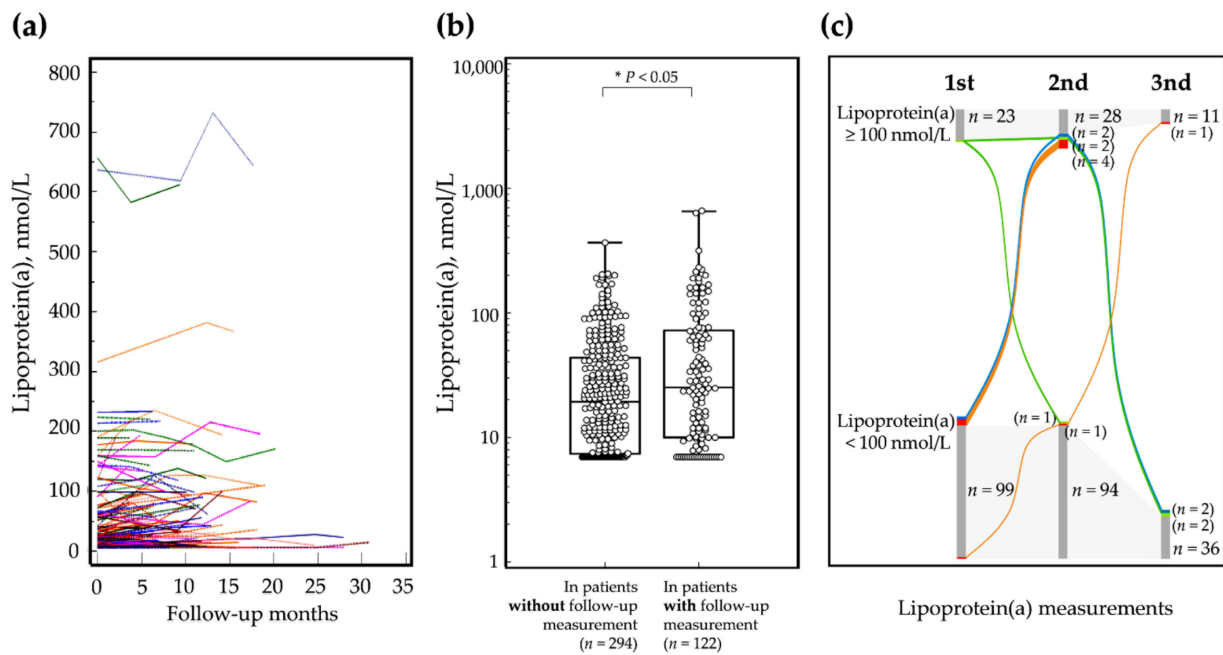 (a)
Lipoprotein(a), nmol/L
800
700
600
500
400
300
200
100
0
0 5 10 15 20 25 30 35
Follow-up months
(b)
Lipoprotein(a), nmol/L
10,000
1,000
100
10
1
* P < 0.05
In patients
without follow-up
measurement
(n = 294)
In patients
with follow-up
measurement
(n = 122)
(c)
1st 2nd 3nd
Lipoprotein(a)
≥ 100 nmol/L
n = 23
n = 28
(n = 2)
(n = 2)
(n = 4)
n = 11
(n = 1)
Lipoprotein(a)
< 100 nmol/L
(n = 1)
(n = 1)
n = 99
n = 94
(n = 2)
(n = 2)
n = 36
Lipoprotein(a) measurements